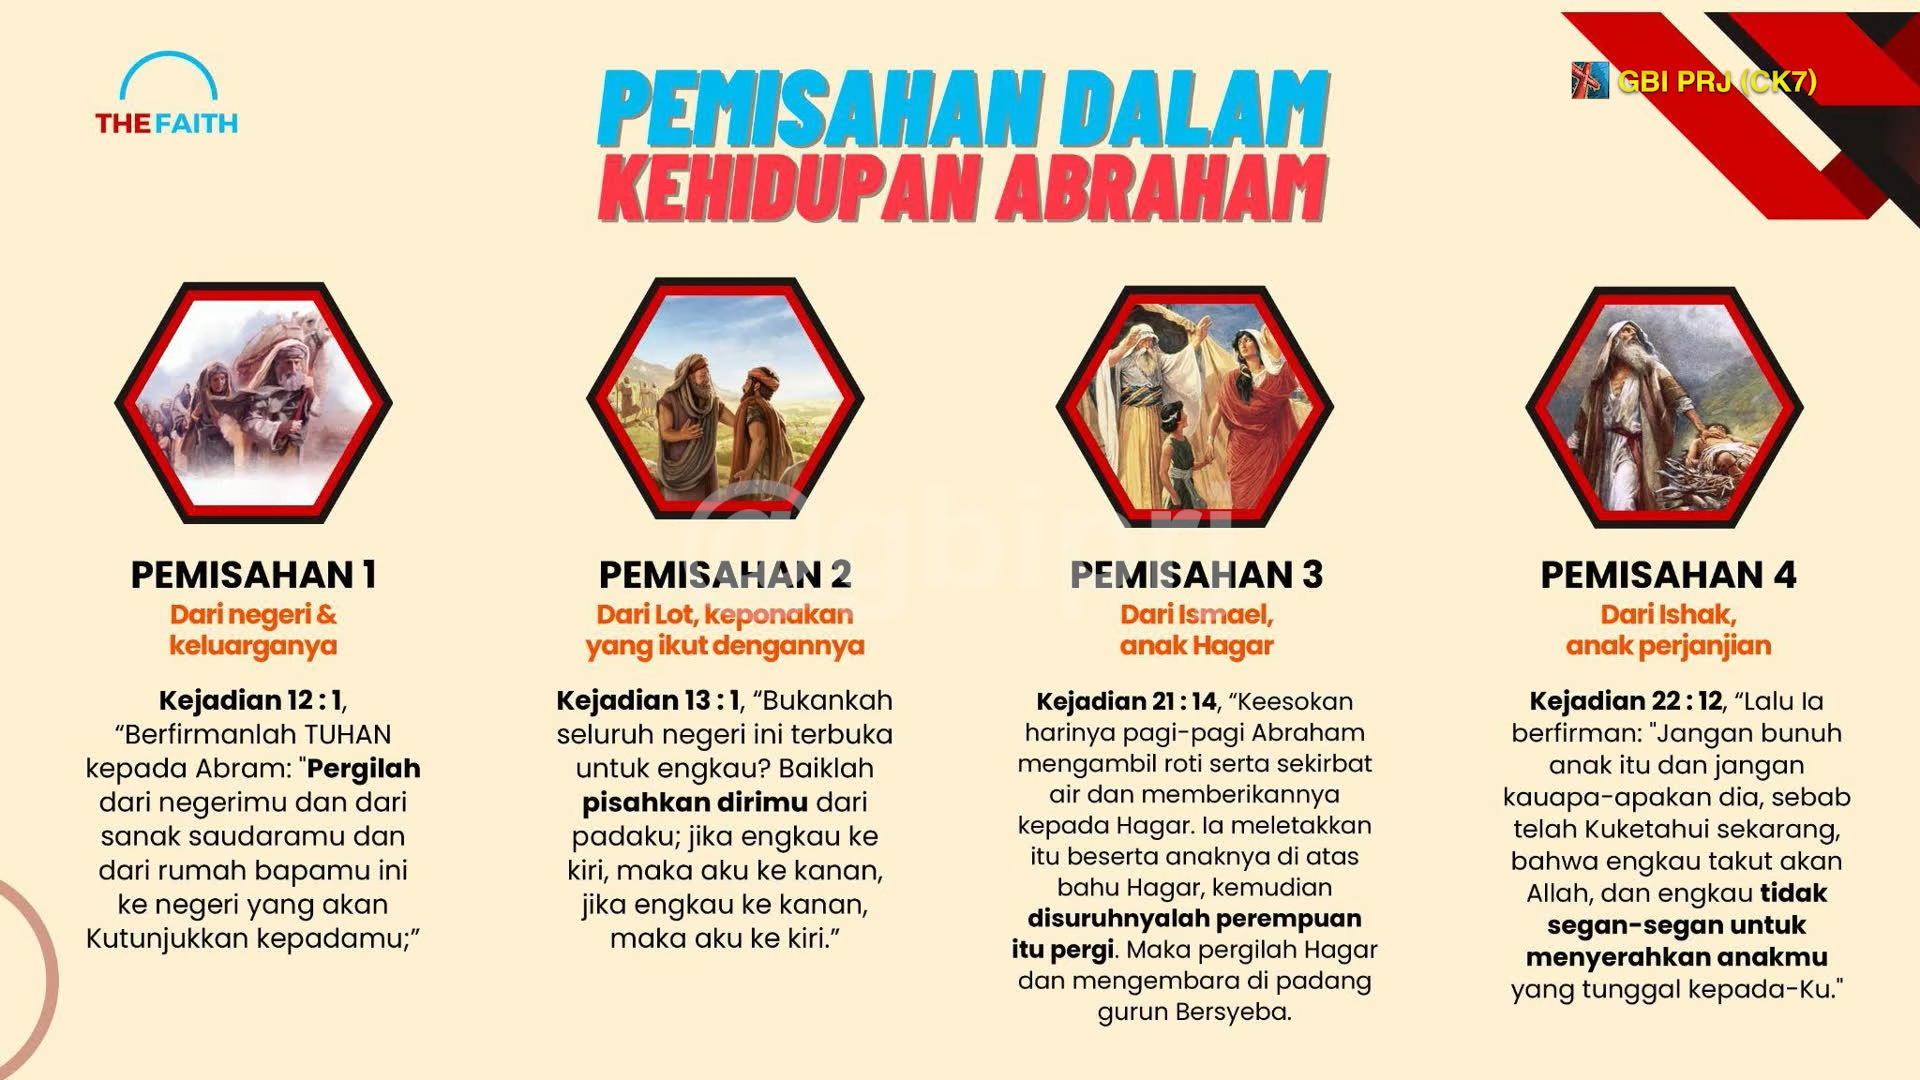 THE FAITH
PEMISAHAN DALAM
KEHIDUPAN ABRAHAM
GBI PRJ (CK7)
@gbiprj
PEMISAHAN 1
Dari negeri &
keluarganya
Kejadian 12 : 1,
“Berfirmanlah TUHAN
kepada Abram: "Pergilah
dari negerimu dan dari
sanak saudaramu dan
dari rumah bapamu ini
ke negeri yang akan
Kutunjukkan kepadamu;”
PEMISAHAN 2
Dari Lot, keponakan
yang ikut dengannya
Kejadian 13 : 1, “Bukankah
seluruh negeri ini terbuka
untuk engkau? Baiklah
pisahkan dirimu dari
padaku; jika engkau ke
kiri, maka aku ke kanan,
jika engkau ke kanan,
maka aku ke kiri.”
PEMISAHAN 3
Dari Ismael,
anak Hagar
Kejadian 21 : 14, “Keesokan
harinya pagi-pagi Abraham
mengambil roti serta sekirbat
air dan memberikannya
kepada Hagar. Ia meletakkan
itu beserta anaknya di atas
bahu Hagar, kemudian
disuruhnyalah perempuan
itu pergi. Maka pergilah Hagar
dan mengembara di padang
gurun Bersyeba.
PEMISAHAN 4
Dari Ishak,
anak perjanjian
Kejadian 22 : 12, “Lalu Ia
berfirman: "Jangan bunuh
anak itu dan jangan
kauapa-apakan dia, sebab
telah Kuketahui sekarang,
bahwa engkau takut akan
Allah, dan engkau tidak
segan-segan untuk
menyerahkan anakmu
yang tunggal kepada-Ku."